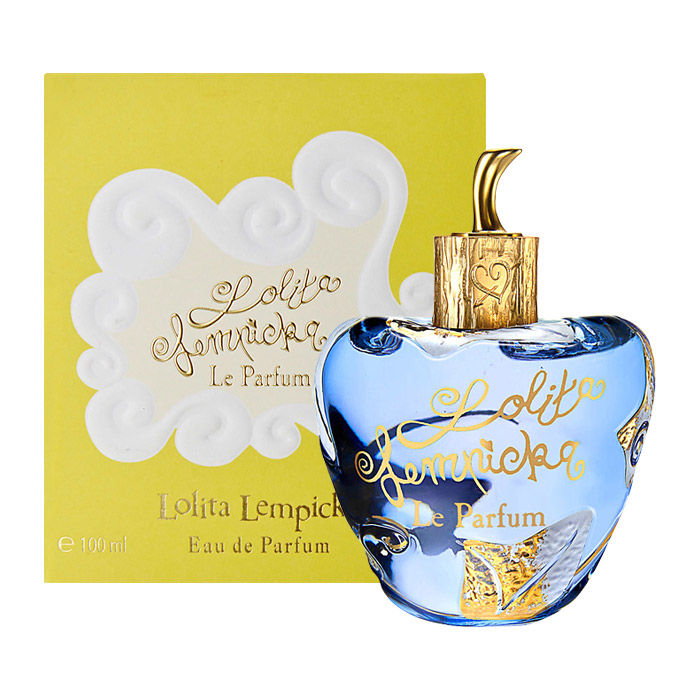 Lolita
Lempicka
Le Parfum
Lolita Lempick
Eau de Parfum
℮ 100 ml
Lolita
Lempicka
Le Parfum